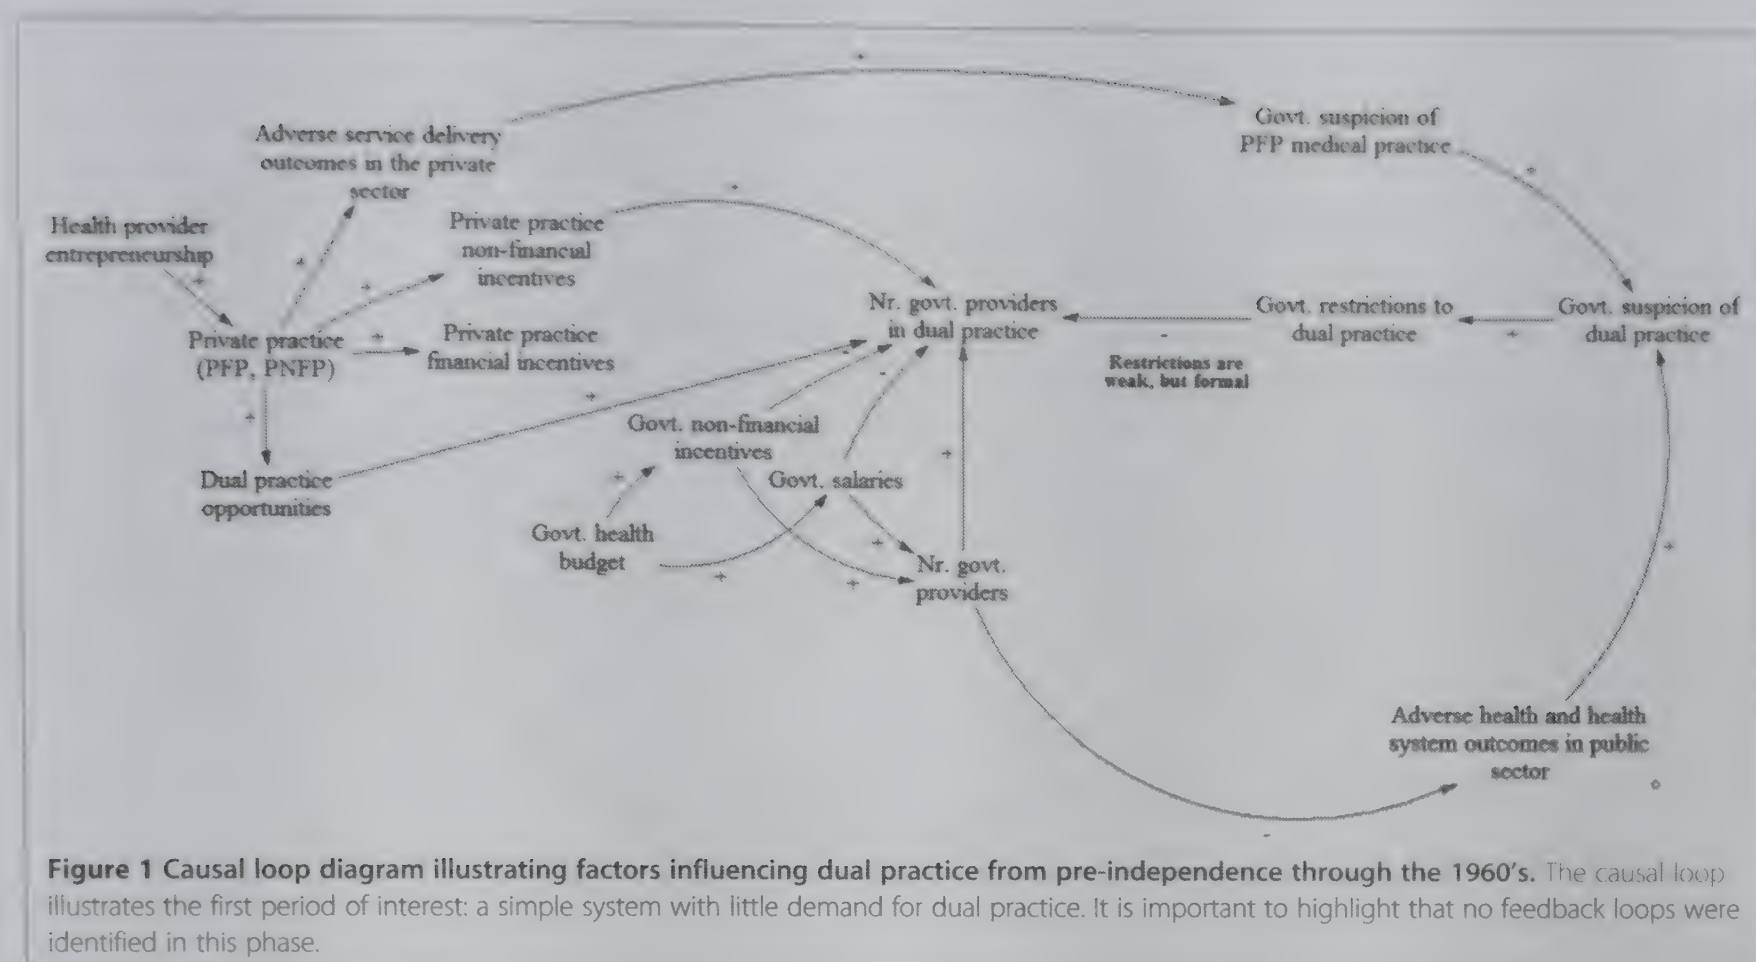 Adverse service delivery
outcomes in the private
sector
Govt. suspicion of
PFP medical practice
Health provider
entrepreneurship
Private practice
non-financial
incentives
Private practice
(PFP, PNFP)
Private practice
financial incentives
Nr. govt. providers
in dual practice
Govt. restrictions to
dual practice
Govt. suspicion of
dual practice
Restrictions are
weak, but formal
Govt. non-financial
incentives
Dual practice
opportunities
Govt. salaries
Govt. health
budget
Nr. govt.
providers
Adverse health and health
system outcomes in public
sector
Figure 1 Causal loop diagram illustrating factors influencing dual practice from pre-independence through the 1960's. The causal loop
illustrates the first period of interest: a simple system with little demand for dual practice. It is important to highlight that no feedback loops were
identified in this phase.